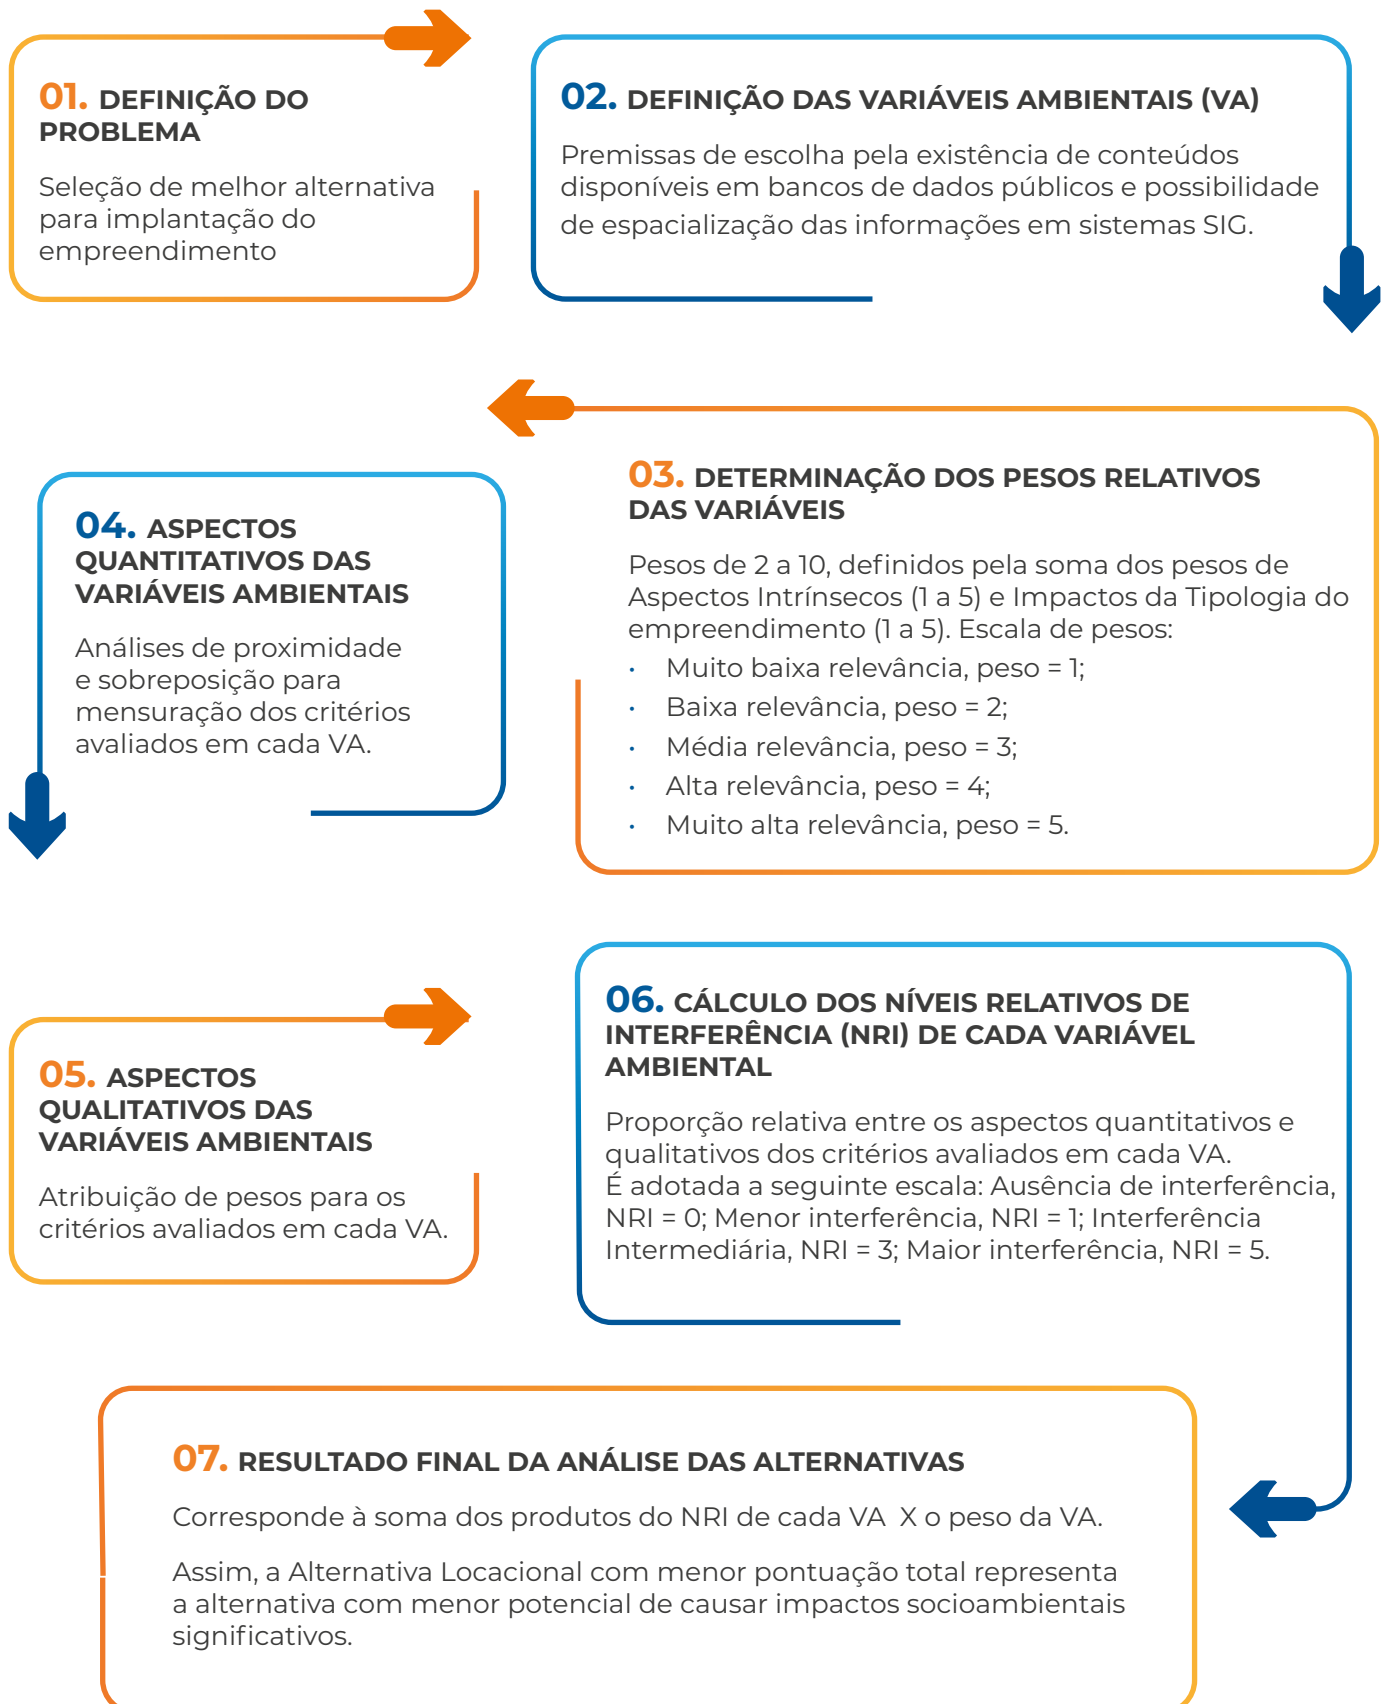 01. DEFINIÇÃO DO
PROBLEMA
Seleção de melhor alternativa
para implantação do
empreendimento
02. DEFINIÇÃO DAS VARIÁVEIS AMBIENTAIS (VA)
Premissas de escolha pela existência de conteúdos
disponíveis em bancos de dados públicos e possibilidade
de espacialização das informações em sistemas SIG.
03. DETERMINAÇÃO DOS PESOS RELATIVOS
DAS VARIÁVEIS
Pesos de 2 a 10, definidos pela soma dos pesos de
Aspectos Intrínsecos (1 a 5) e Impactos da Tipologia do
empreendimento (1 a 5). Escala de pesos:
• Muito baixa relevância, peso = 1;
• Baixa relevância, peso = 2;
• Média relevância, peso = 3;
• Alta relevância, peso = 4;
• Muito alta relevância, peso = 5.
04. ASPECTOS
QUANTITATIVOS DAS
VARIÁVEIS AMBIENTAIS
Análises de proximidade
e sobreposição para
mensuração dos critérios
avaliados em cada VA.
05. ASPECTOS
QUALITATIVOS DAS
VARIÁVEIS AMBIENTAIS
Atribuição de pesos para os
critérios avaliados em cada VA.
06. CÁLCULO DOS NÍVEIS RELATIVOS DE
INTERFERÊNCIA (NRI) DE CADA VARIÁVEL
AMBIENTAL
Proporção relativa entre os aspectos quantitativos e
qualitativos dos critérios avaliados em cada VA.
É adotada a seguinte escala: Ausência de interferência,
NRI = 0; Menor interferência, NRI = 1; Interferência
Intermediária, NRI = 3; Maior interferência, NRI = 5.
07. RESULTADO FINAL DA ANÁLISE DAS ALTERNATIVAS
Corresponde à soma dos produtos do NRI de cada VA X o peso da VA.
Assim, a Alternativa Locacional com menor pontuação total representa
a alternativa com menor potencial de causar impactos socioambientais
significativos.